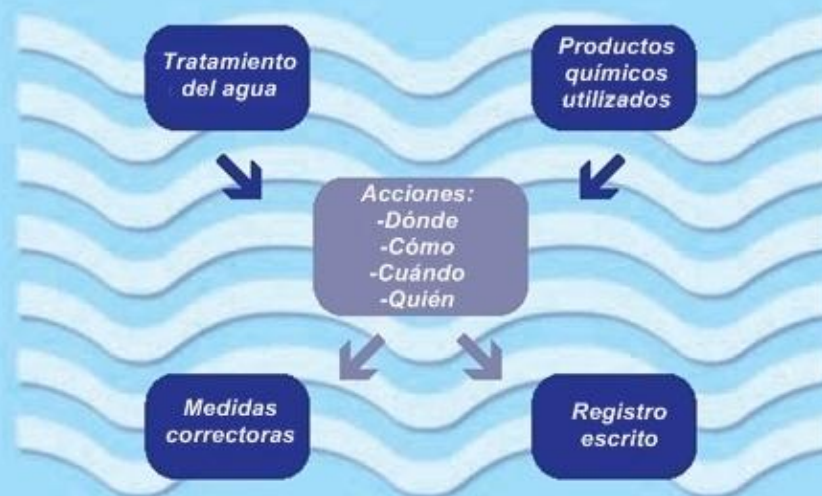 Tratamiento
del agua
Productos
químicos
utilizados
Acciones:
-Dónde
-Cómo
-Cuándo
-Quién
Medidas
correctoras
Registro
escrito